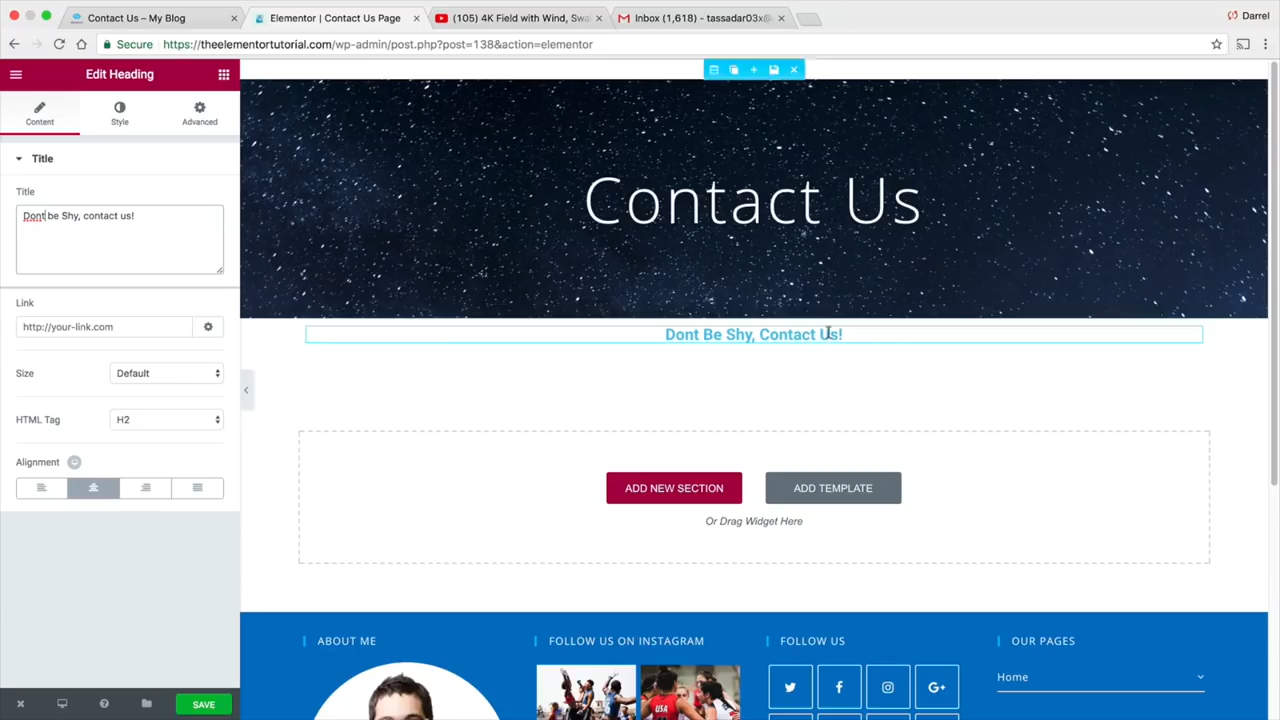 Contact Us – My Blog
Elementor | Contact Us Page
(105) 4K Field with Wind, Swa
Inbox (1,618) - tassadar03x@
Darrel
Secure
https://theelementortutorial.com/wp-admin/post.php?post=138&action=elementor
Edit Heading
Content
Style
Advanced
Title
Title
Dont be Shy, contact us!
Link
http://your-link.com
Size
Default
HTML Tag
H2
Alignment
SAVE
Contact Us
Dont Be Shy, Contact Us!
ADD NEW SECTION
ADD TEMPLATE
Or Drag Widget Here
ABOUT ME
FOLLOW US ON INSTAGRAM
USA
FOLLOW US
G+
OUR PAGES
Home